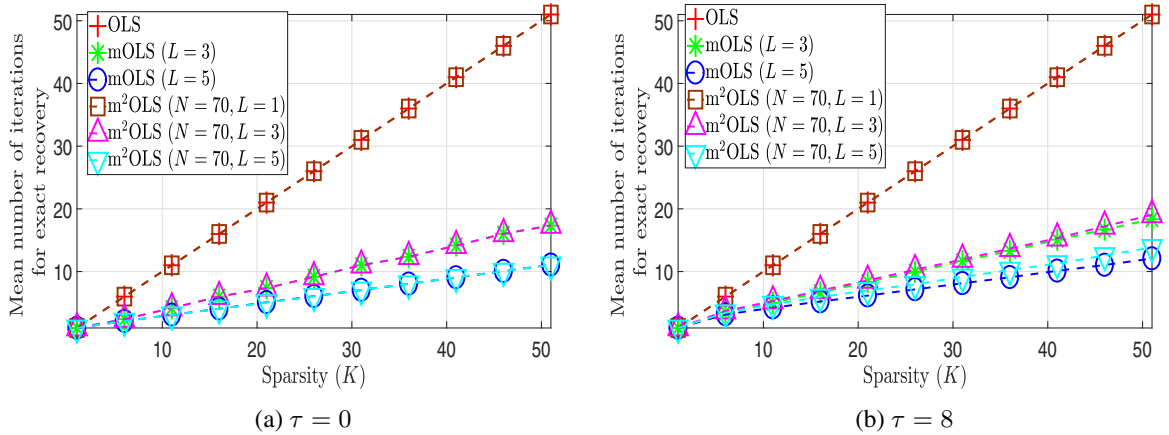 Mean number of iterations
for exact recovery
50
40
30
20
10
OLS
mOLS (L = 3)
mOLS (L = 5)
m²OLS (N = 70, L = 1)
m²OLS (N = 70, L = 3)
m²OLS (N = 70, L = 5)
10 20 30 40 50
Sparsity (K)
(a) τ = 0
Mean number of iterations
for exact recovery
50
40
30
20
10
OLS
mOLS (L = 3)
mOLS (L = 5)
m²OLS (N = 70, L = 1)
m²OLS (N = 70, L = 3)
m²OLS (N = 70, L = 5)
10 20 30 40 50
Sparsity (K)
(b) τ = 8